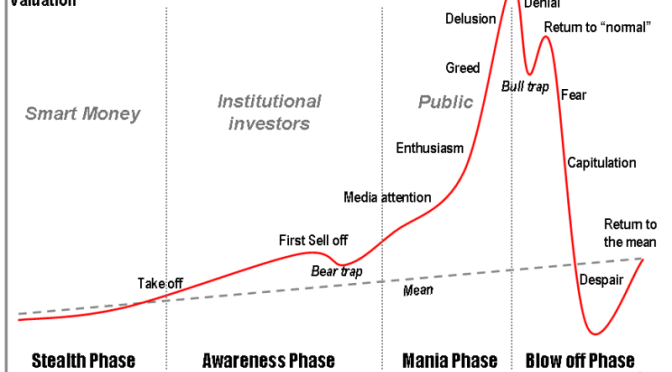 Valuation
Denial
Delusion
Return to “normal”
Greed
Bull trap
Fear
Smart Money
Institutional
investors
Public
Enthusiasm
Capitulation
Media attention
Return to
the mean
First Sell off
Bear trap
Take off
Mean
Despair
Stealth Phase
Awareness Phase
Mania Phase
Blow off Phase